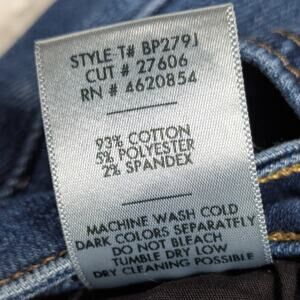 STYLE T# BP279J
CUT # 27606
RN # 4620854
93% COTTON
5% POLYESTER
2% SPANDEX
MACHINE WASH COLD
DARK COLORS SEPARATELY
DO NOT BLEACH
TUMBLE DRY LOW
DRY CLEANING POSSIBLE